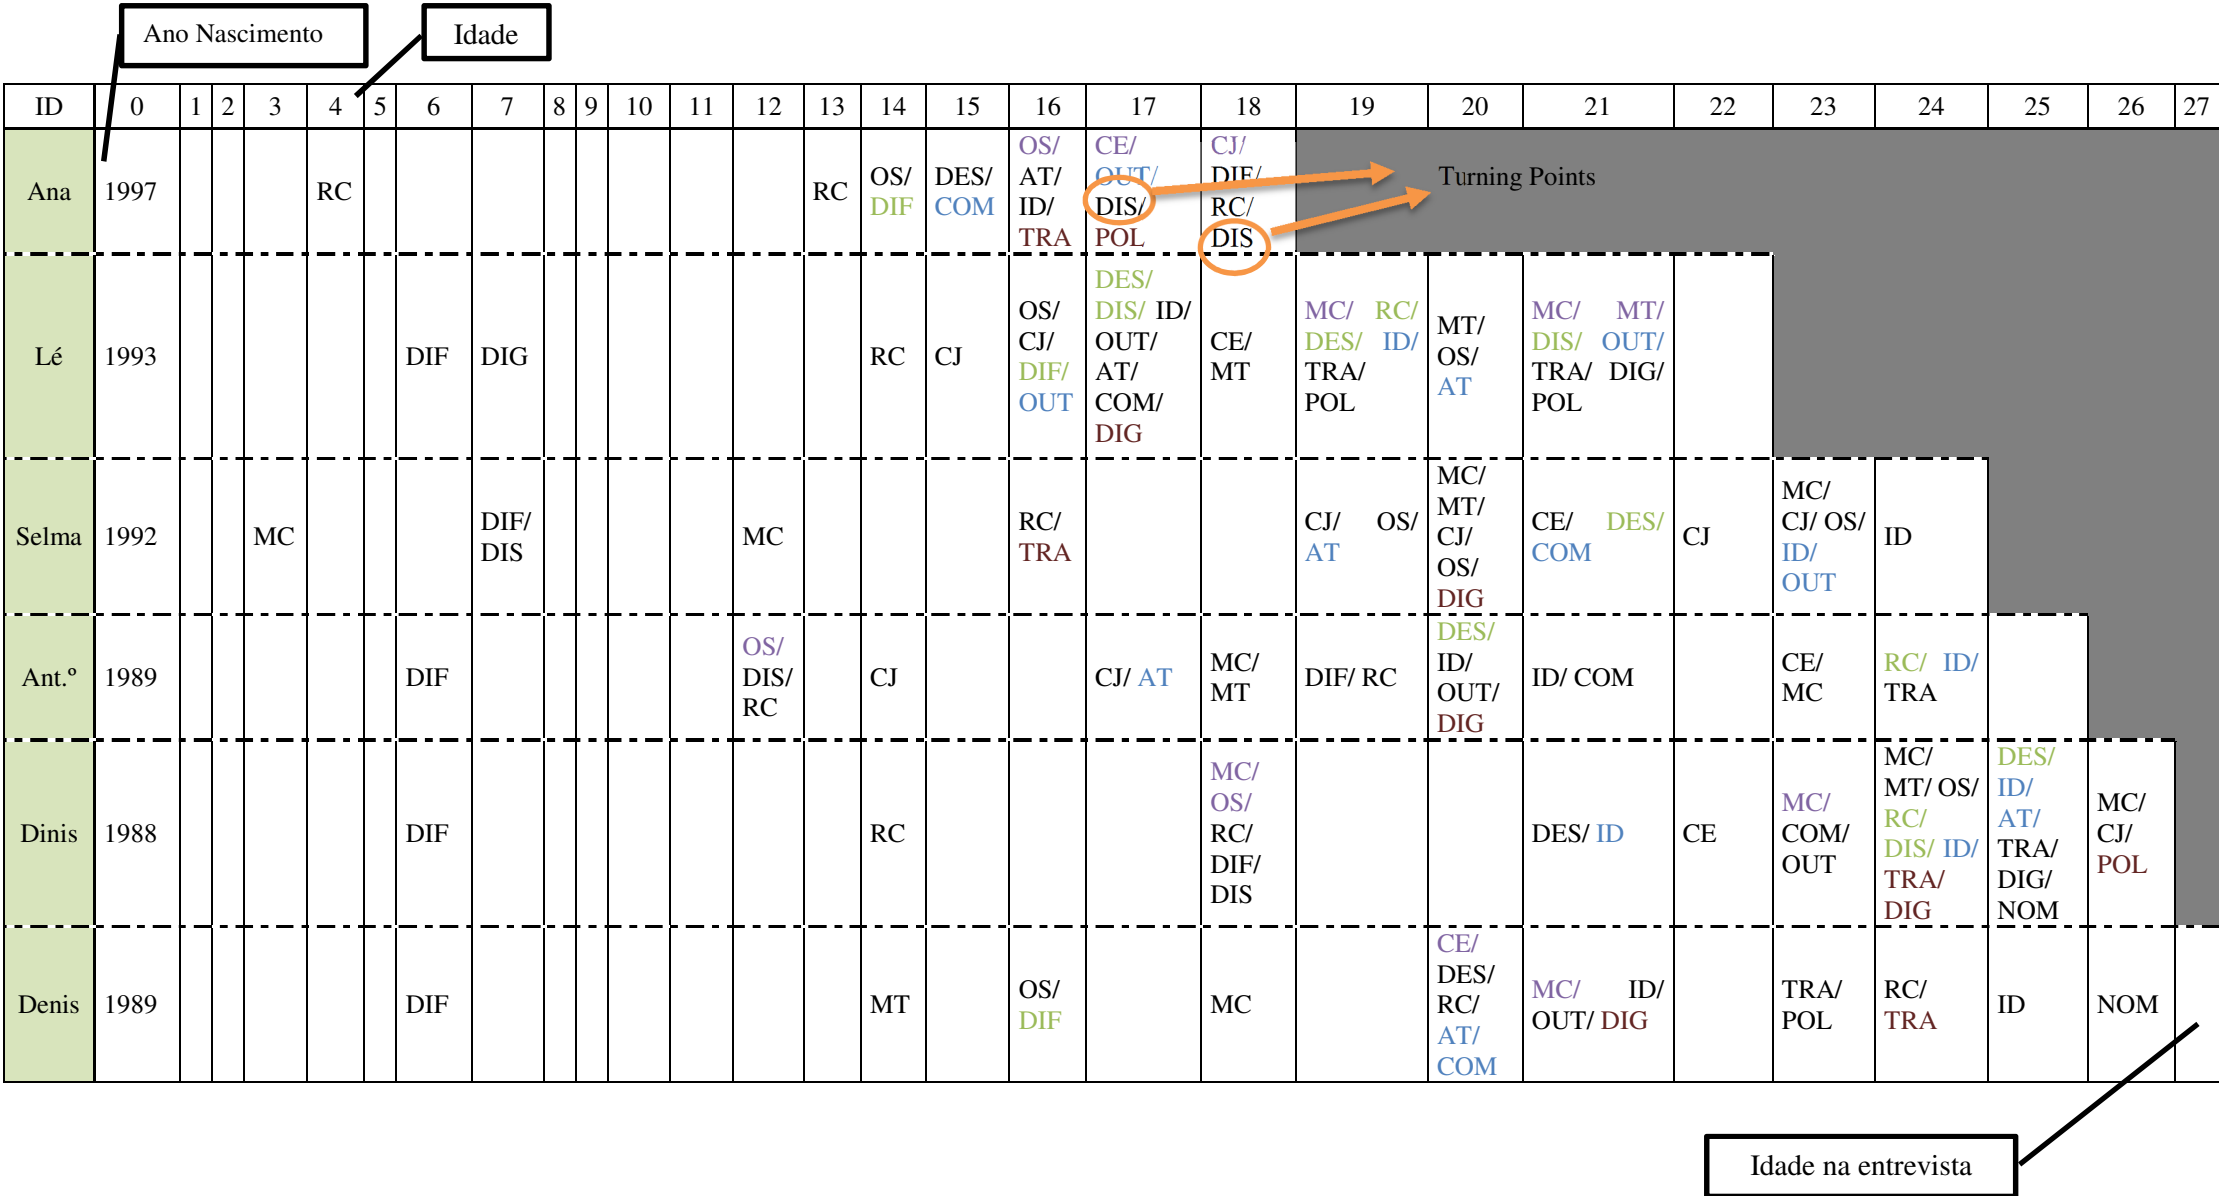 Ano Nascimento
Idade
ID 0 1 2 3 4 5 6 7 8 9 10 11 12 13 14 15 16 17 18 19 20 21 22 23 24 25 26 27
Ana
1997
RC
RC
OS/
DIF
DES/
COM
OS/
AT/
ID/
TRA
CE/
OUT/
DIS/
POL
CJ/
DIF/
RC/
DIS
Turning Points
Lé
1993
DIF
DIG
RC
CJ
OS/
CJ/
DIF/
OUT
DES/
DIS/ ID/
OUT/
AT/
COM/
DIG
CE/
MT
MC/ RC/
DES/ ID/
TRA/
POL
MT/
OS/
AT
MC/ MT/
DIS/ OUT/
TRA/ DIG/
POL
Selma
1992
MC
DIF/
DIS
MC
RC/
TRA
CJ/ OS/
AT
MC/
MT/
CJ/
OS/
DIG
CE/ DES/
COM
CJ
MC/
CJ/ OS/
ID/
OUT
ID
Ant.º
1989
DIF
OS/
DIS/
RC
CJ
CJ/ AT
MC/
MT
DIF/ RC
DES/
ID/
OUT/
DIG
ID/ COM
CE/
MC
RC/ ID/
TRA
Dinis
1988
DIF
RC
MC/
OS/
RC/
DIF/
DIS
DES/ ID
CE
MC/
COM/
OUT
MC/
MT/ OS/
RC/
DIS/ ID/
TRA/
DIG
DES/
ID/
AT/
TRA/
DIG/
NOM
MC/
CJ/
POL
Denis
1989
DIF
MT
OS/
DIF
MC
CE/
DES/
RC/
AT/
COM
MC/ ID/
OUT/ DIG
TRA/
POL
RC/
TRA
ID
NOM
Idade na entrevista